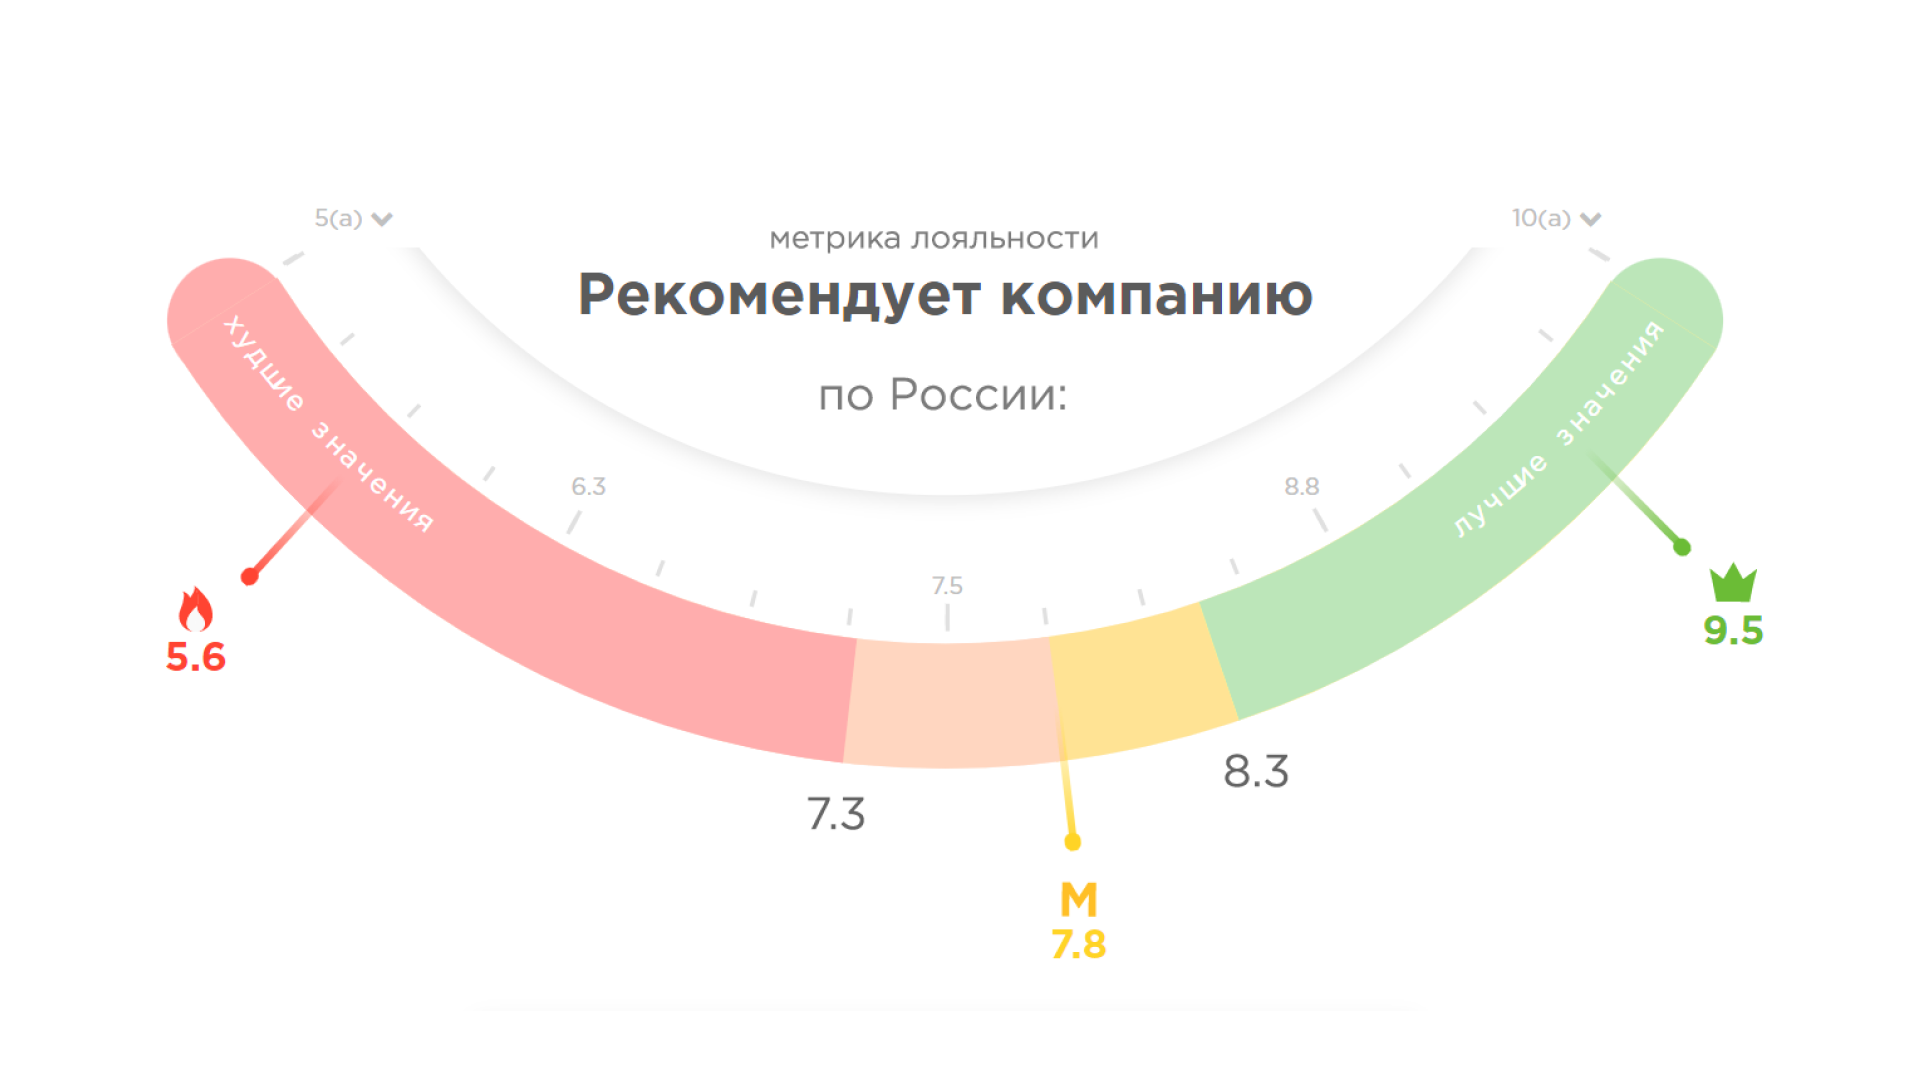 5(а)
10(а)
метрика лояльности
Рекомендует компанию
по России:
худшие значения
лучшие значения
6.3
8.8
7.5
5.6
9.5
7.3
8.3
М
7.8